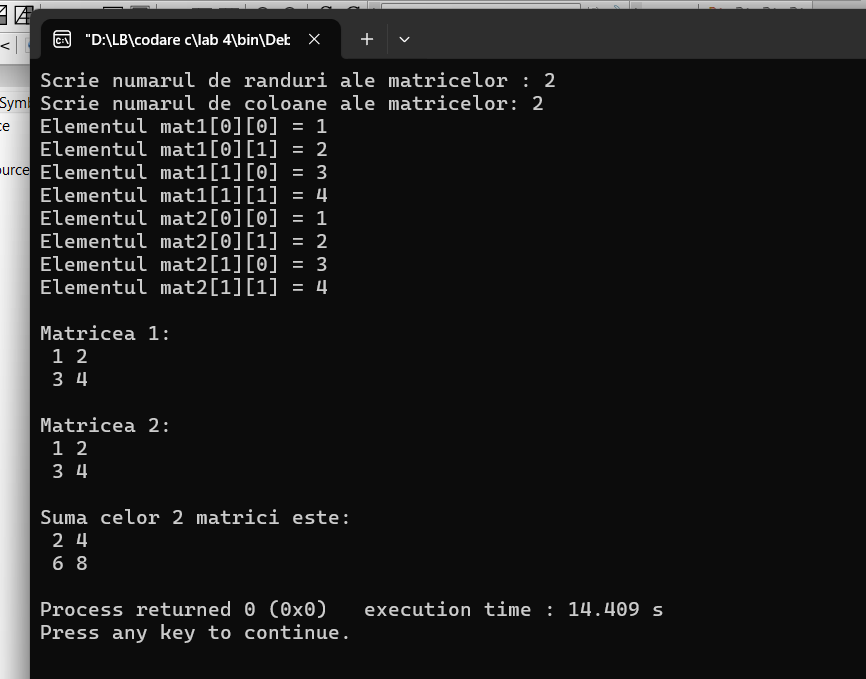 "D:\LB\codare c\lab 4\bin\Det
<
Symb
ce
ource
Scrie numarul de randuri ale matricelor : 2
Scrie numarul de coloane ale matricelor: 2
Elementul mat1[0][0] = 1
Elementul mat1[0][1] = 2
Elementul mat1[1][0] = 3
Elementul mat1[1][1] = 4
Elementul mat2[0][0] = 1
Elementul mat2[0][1] = 2
Elementul mat2[1][0] = 3
Elementul mat2[1][1] = 4
Matricea 1:
1 2
3 4
Matricea 2:
1 2
3 4
Suma celor 2 matrici este:
2 4
6 8
Process returned 0 (0x0)   execution time : 14.409 s
Press any key to continue.